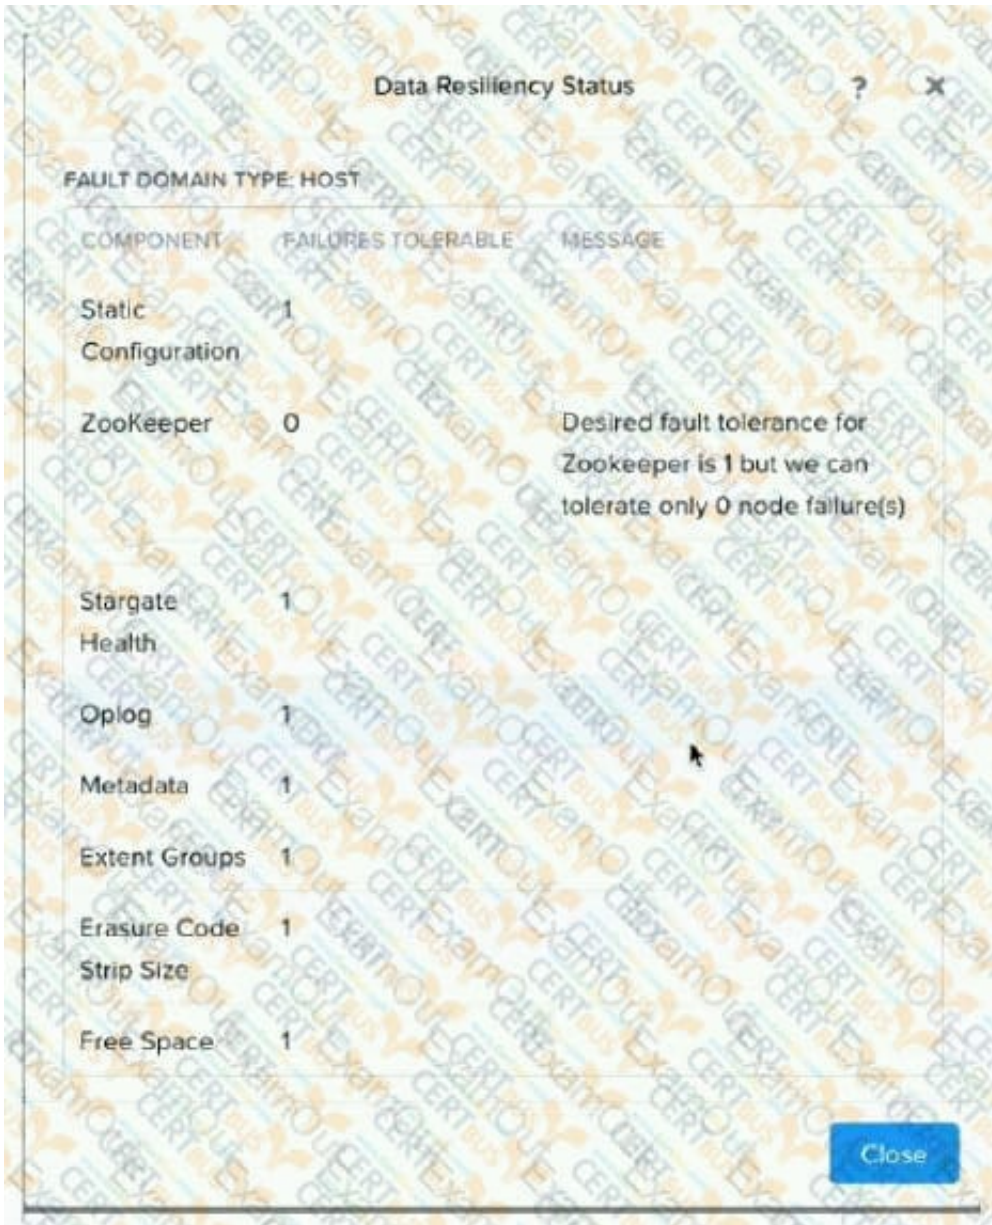 Data Resiliency Status ? ×
FAULT DOMAIN TYPE: HOST
COMPONENT FAILURES TOLERABLE MESSAGE
Static 1
Configuration
ZooKeeper 0 Desired fault tolerance for
Zookeeper is 1 but we can
tolerate only 0 node failure(s)
Stargate 1
Health
Oplog 1
Metadata 1
Extent Groups 1
Erasure Code 1
Strip Size
Free Space 1
Close